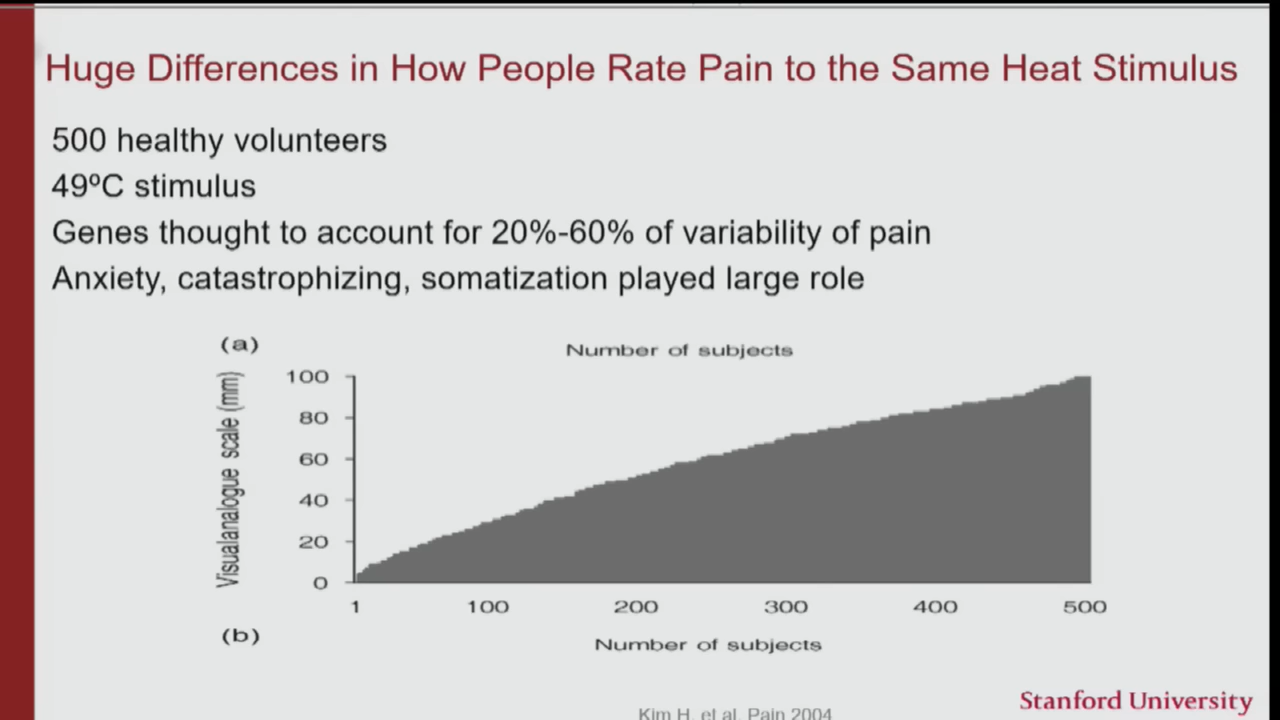 Huge Differences in How People Rate Pain to the Same Heat Stimulus
500 healthy volunteers
49ºC stimulus
Genes thought to account for 20%-60% of variability of pain
Anxiety, catastrophizing, somatization played large role
(a)
Number of subjects
Visualanalogue scale (mm)
100
80
60
40
20
0
1 100 200 300 400 500
(b)
Number of subjects
Stanford University
Kim H, et al. Pain 2004